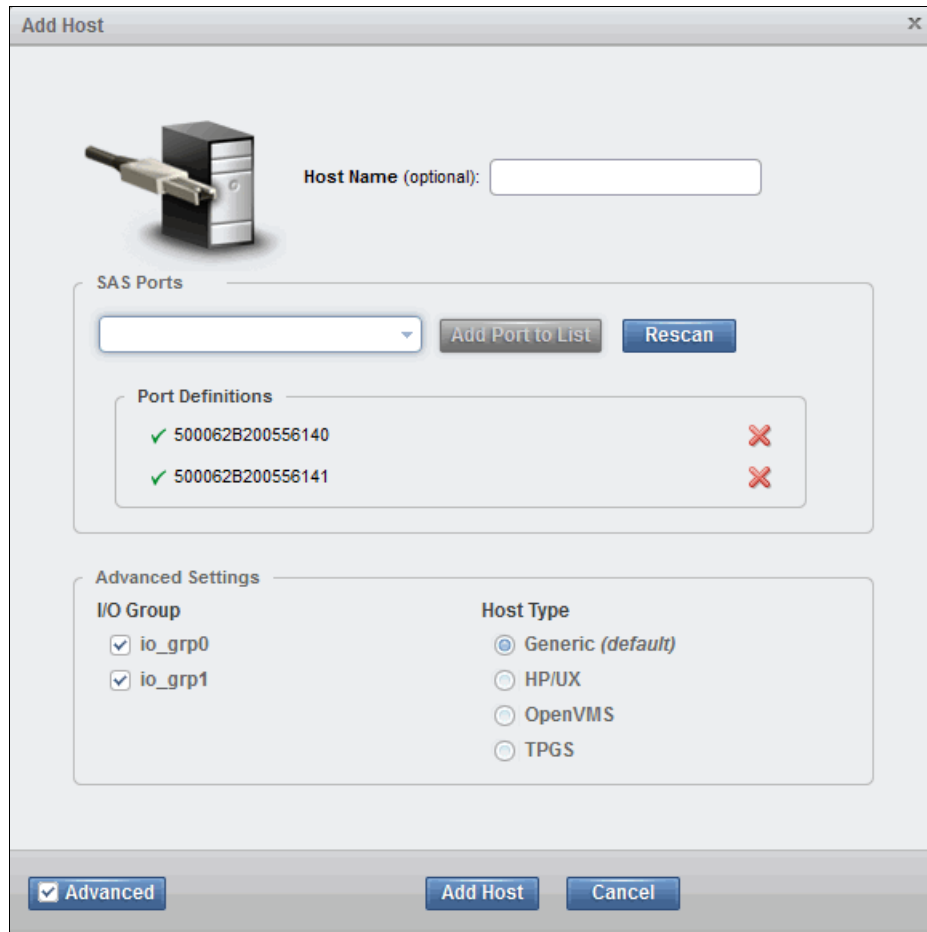 Add Host
x
Host Name (optional):
SAS Ports
Add Port to List Rescan
Port Definitions
500062B200556140
500062B200556141
Advanced Settings
I/O Group Host Type
io_grp0 Generic (default)
io_grp1 HP/UX
OpenVMS
TPGS
Advanced Add Host Cancel